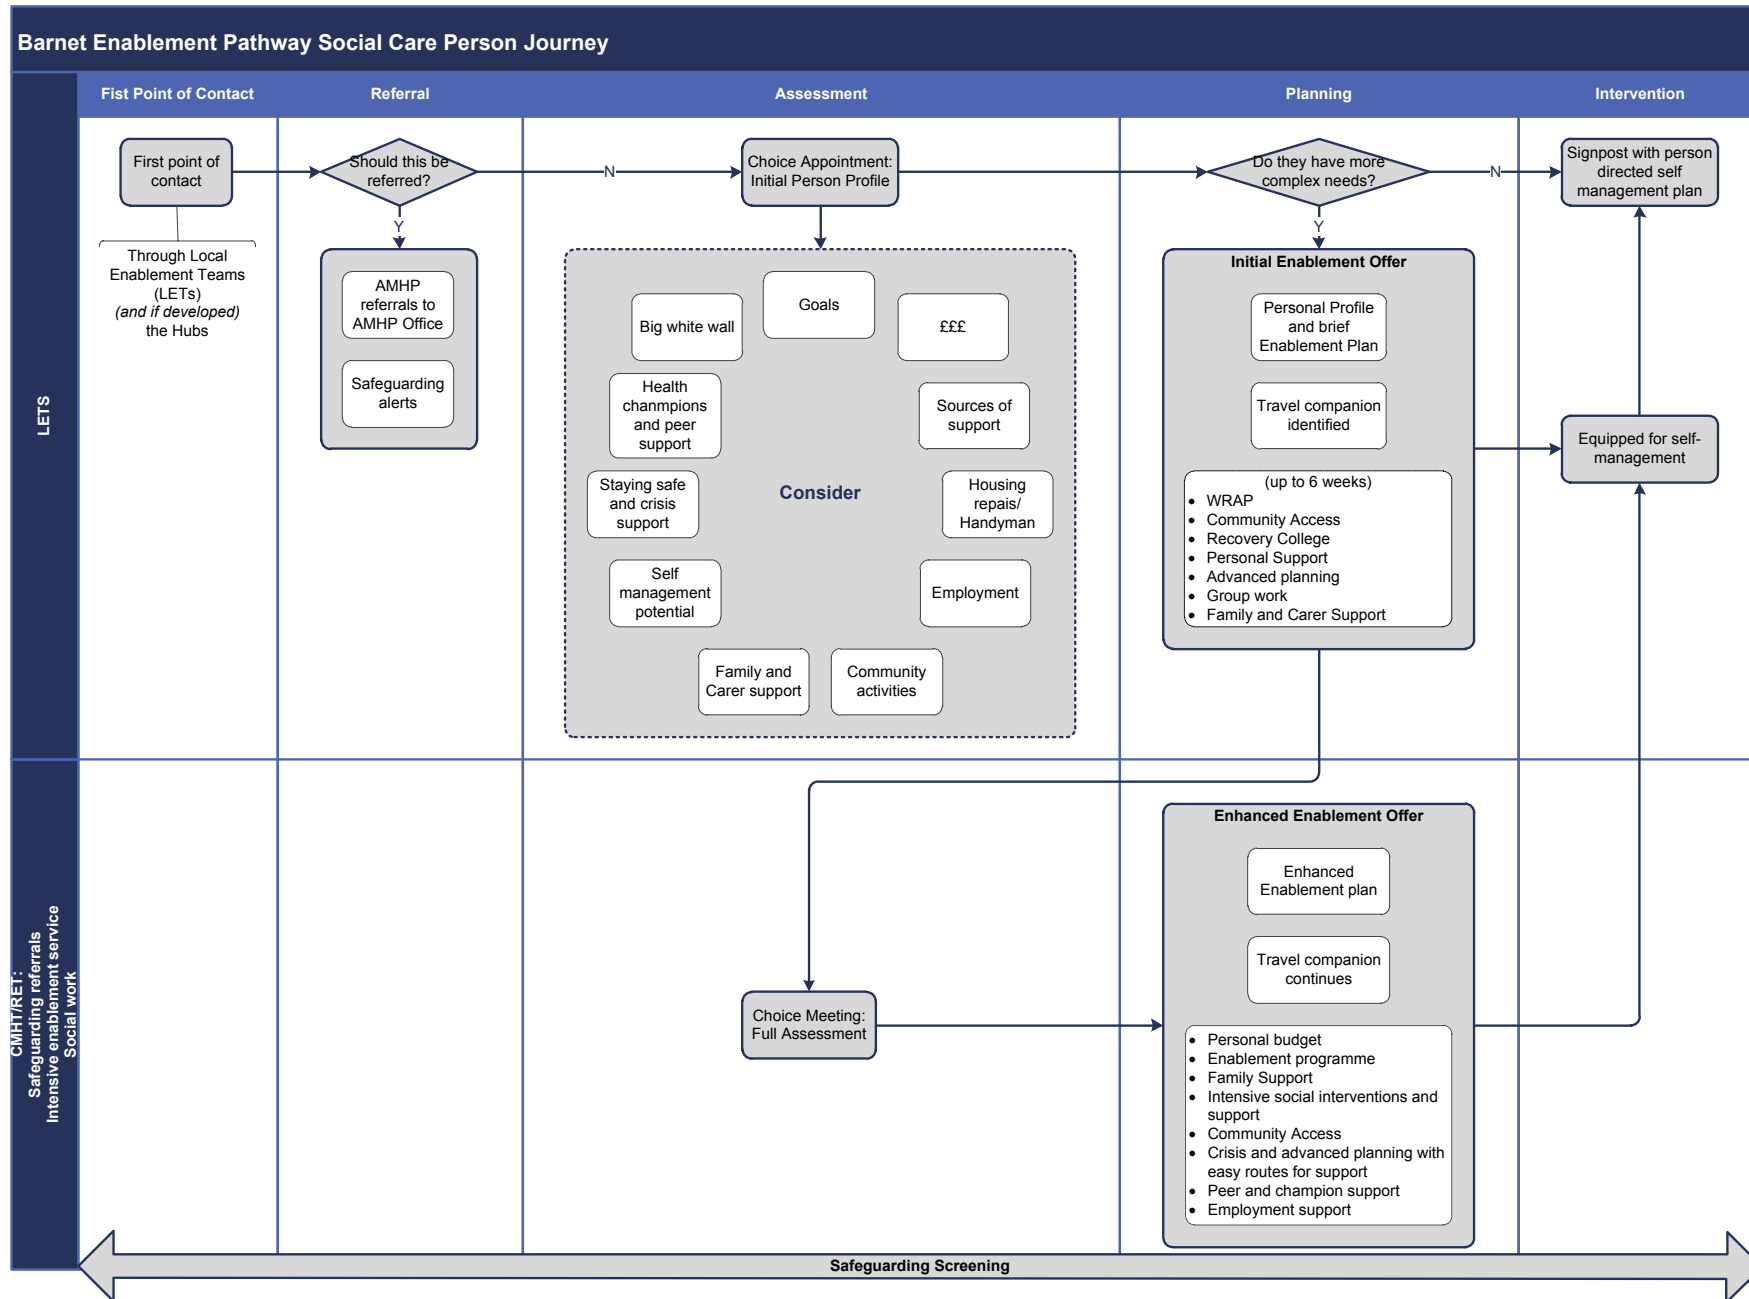 Barnet Enablement Pathway Social Care Person Journey
Fist Point of Contact
Referral
Assessment
Planning
Intervention
LETS
First point of
contact
Through Local
Enablement Teams
(LETs)
(and if developed)
the Hubs
Should this be
referred?
N
Y
AMHP
referrals to
AMHP Office
Safeguarding
alerts
Choice Appointment:
Initial Person Profile
Goals
Big white wall
£££
Health
chanmpions
and peer
support
Sources of
support
Staying safe
and crisis
support
Consider
Housing
repais/
Handyman
Self
management
potential
Employment
Family and
Carer support
Community
activities
Do they have more
complex needs?
N
Y
Initial Enablement Offer
Personal Profile
and brief
Enablement Plan
Travel companion
identified
(up to 6 weeks)
• WRAP
• Community Access
• Recovery College
• Personal Support
• Advanced planning
• Group work
• Family and Carer Support
Signpost with person
directed self
management plan
Equipped for self-
management
CMHT/RET:
Safeguarding referrals
Intensive enablement service
Social work
Choice Meeting:
Full Assessment
Enhanced Enablement Offer
Enhanced
Enablement plan
Travel companion
continues
• Personal budget
• Enablement programme
• Family Support
• Intensive social interventions and
support
• Community Access
• Crisis and advanced planning with
easy routes for support
• Peer and champion support
• Employment support
Safeguarding Screening